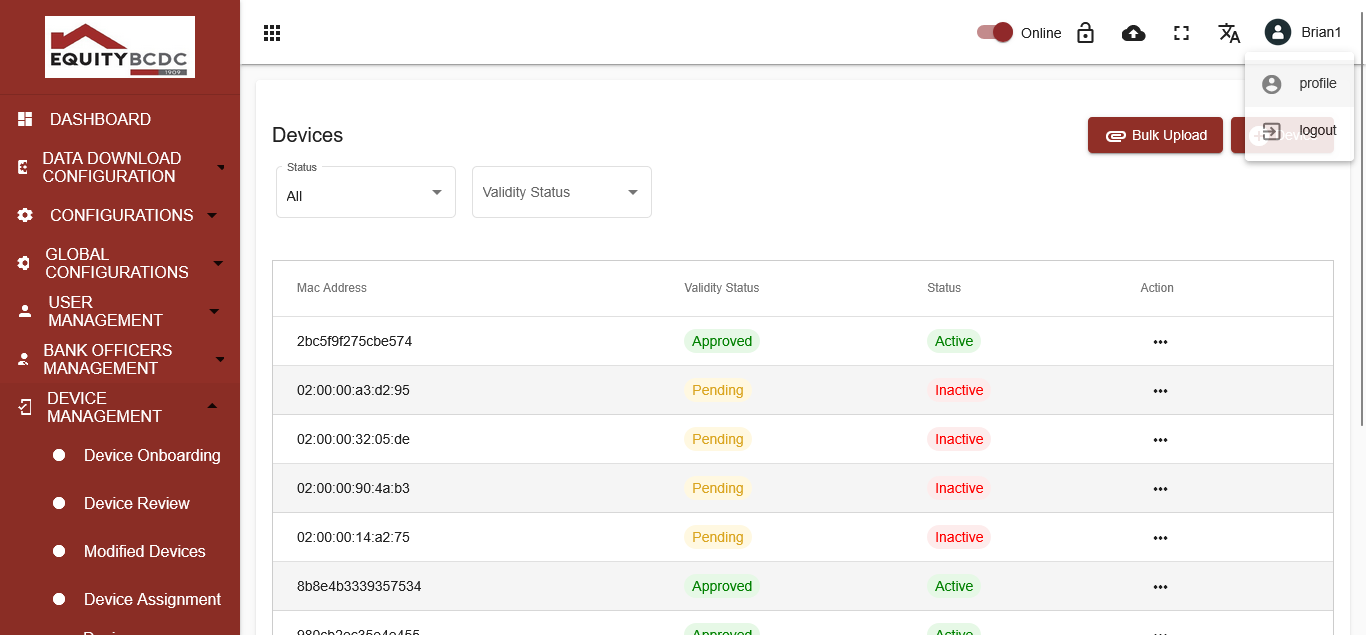 EQUITYBCDC
1909
Online
Brian1
profile
logout
DASHBOARD
DATA DOWNLOAD
CONFIGURATION
CONFIGURATIONS
GLOBAL
CONFIGURATIONS
USER
MANAGEMENT
BANK OFFICERS
MANAGEMENT
DEVICE
MANAGEMENT
Device Onboarding
Device Review
Modified Devices
Device Assignment
Devices
Bulk Upload
Status
All
Validity Status
Mac Address Validity Status Status Action
2bc5f9f275cbe574 Approved Active
02:00:00:a3:d2:95 Pending Inactive
02:00:00:32:05:de Pending Inactive
02:00:00:90:4a:b3 Pending Inactive
02:00:00:14:a2:75 Pending Inactive
8b8e4b3339357534 Approved Active
Approved Active